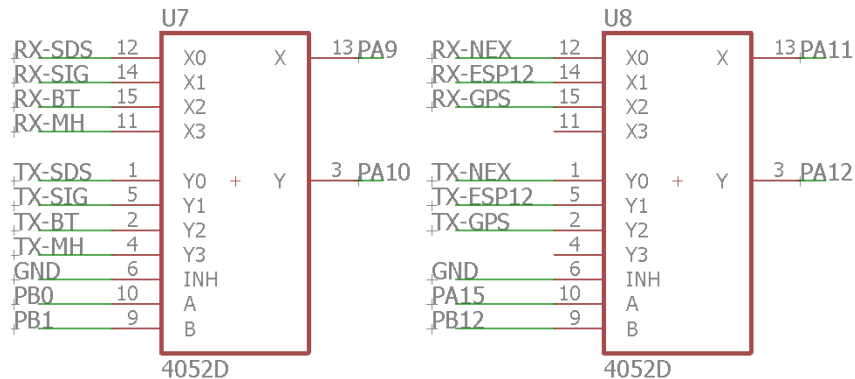 U7
RX-SDS 12 X0 X 13 PA9
RX-SIG 14 X1
RX-BT 15 X2
RX-MH 11 X3
TX-SDS 1 Y0 Y 3 PA10
TX-SIG 5 Y1
TX-BT 2 Y2
TX-MH 4 Y3
GND 6 INH
PB0 10 A
PB1 9 B
4052D
U8
RX-NEX 12 X0 X 13 PA11
RX-ESP12 14 X1
RX-GPS 15 X2
11 X3
TX-NEX 1 Y0 Y 3 PA12
TX-ESP12 5 Y1
TX-GPS 2 Y2
4 Y3
GND 6 INH
PA15 10 A
PB12 9 B
4052D